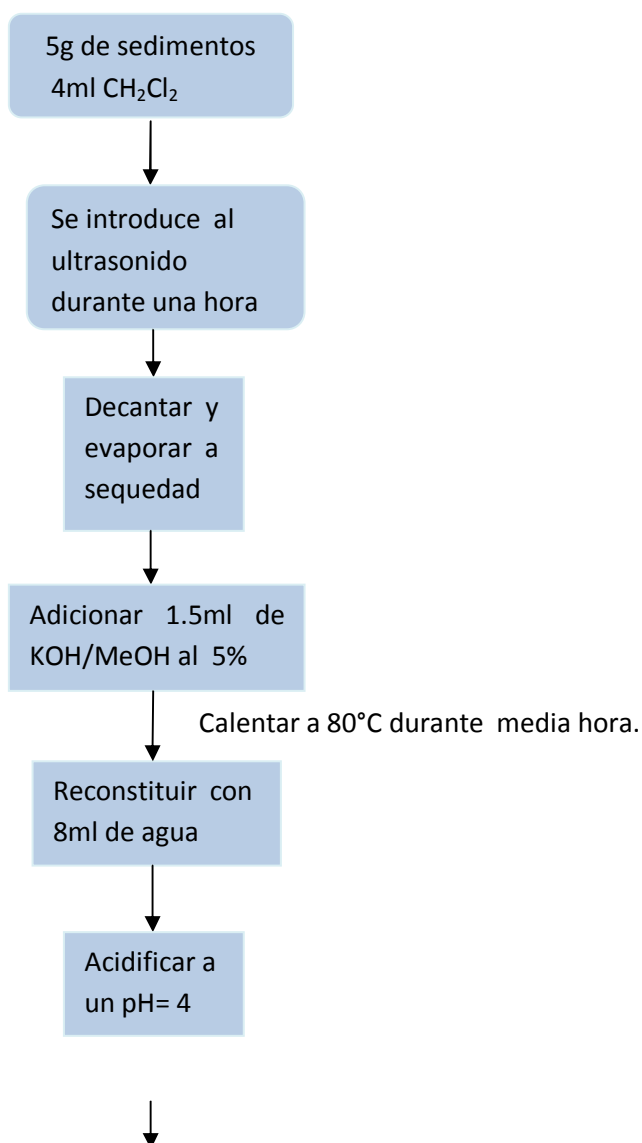 5g de sedimentos
4ml CH₂Cl₂
Se introduce al
ultrasonido
durante una hora
Decantar y
evaporar a
sequedad
Adicionar 1.5ml de
KOH/MeOH al 5%
Calentar a 80°C durante media hora.
Reconstituir con
8ml de agua
Acidificar a
un pH= 4